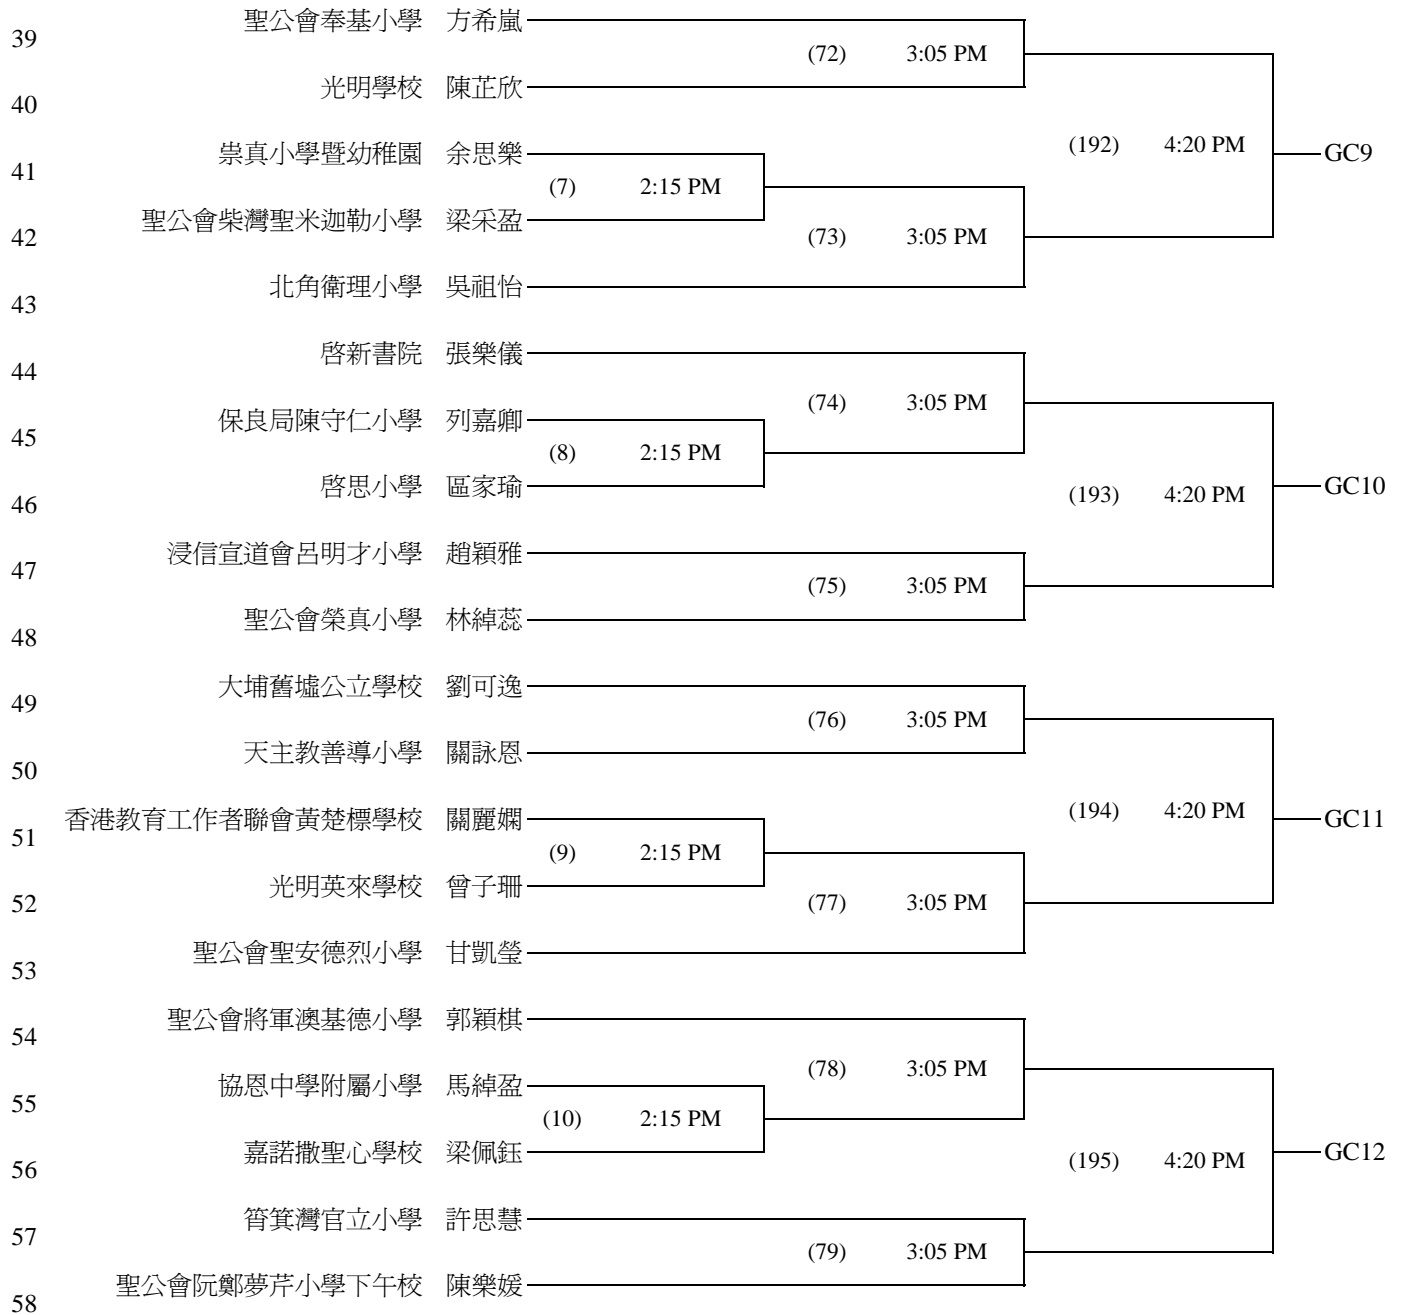 39 聖公會奉基小學 方希嵐
(72) 3:05 PM
40 光明學校 陳芷欣
(192) 4:20 PM GC9
41 崇真小學暨幼稚園 余思樂
(7) 2:15 PM
42 聖公會柴灣聖米迦勒小學 梁采盈
(73) 3:05 PM
43 北角衛理小學 吳祖怡
44 啓新書院 張樂儀
(74) 3:05 PM
45 保良局陳守仁小學 列嘉卿
(8) 2:15 PM
46 啓思小學 區家瑜
(193) 4:20 PM GC10
47 浸信宣道會呂明才小學 趙穎雅
(75) 3:05 PM
48 聖公會榮真小學 林綽蕊
49 大埔舊墟公立學校 劉可逸
(76) 3:05 PM
50 天主教善導小學 關詠恩
(194) 4:20 PM GC11
51 香港教育工作者聯會黃楚標學校 關麗嫻
(9) 2:15 PM
52 光明英來學校 曾子珊
(77) 3:05 PM
53 聖公會聖安德烈小學 甘凱瑩
54 聖公會將軍澳基德小學 郭穎棋
(78) 3:05 PM
55 協恩中學附屬小學 馬綽盈
(10) 2:15 PM
56 嘉諾撒聖心學校 梁佩鈺
(195) 4:20 PM GC12
57 筲箕灣官立小學 許思慧
(79) 3:05 PM
58 聖公會阮鄭夢芹小學下午校 陳樂媛